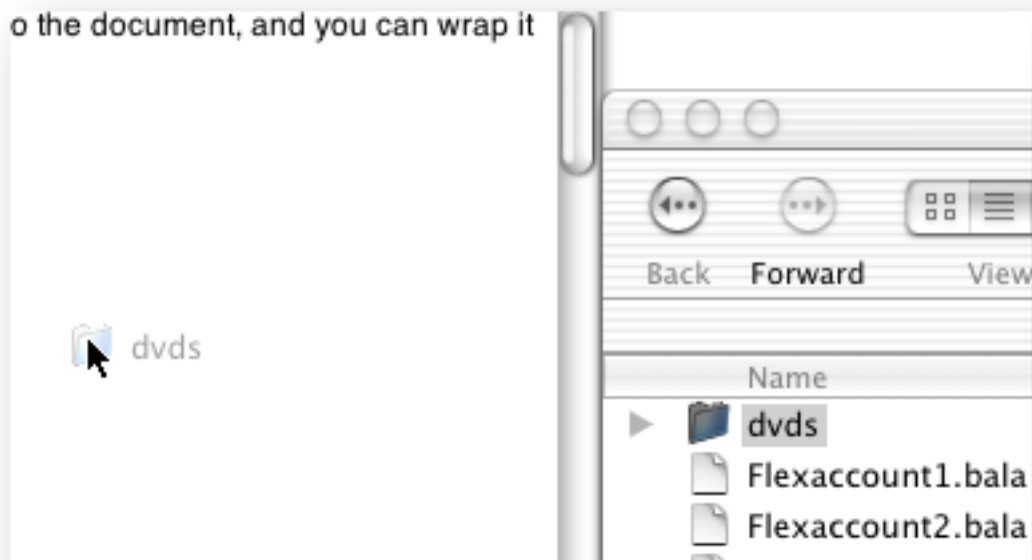 o the document, and you can wrap it
Back Forward View
dvds
Name
dvds
Flexaccount1.bala
Flexaccount2.bala